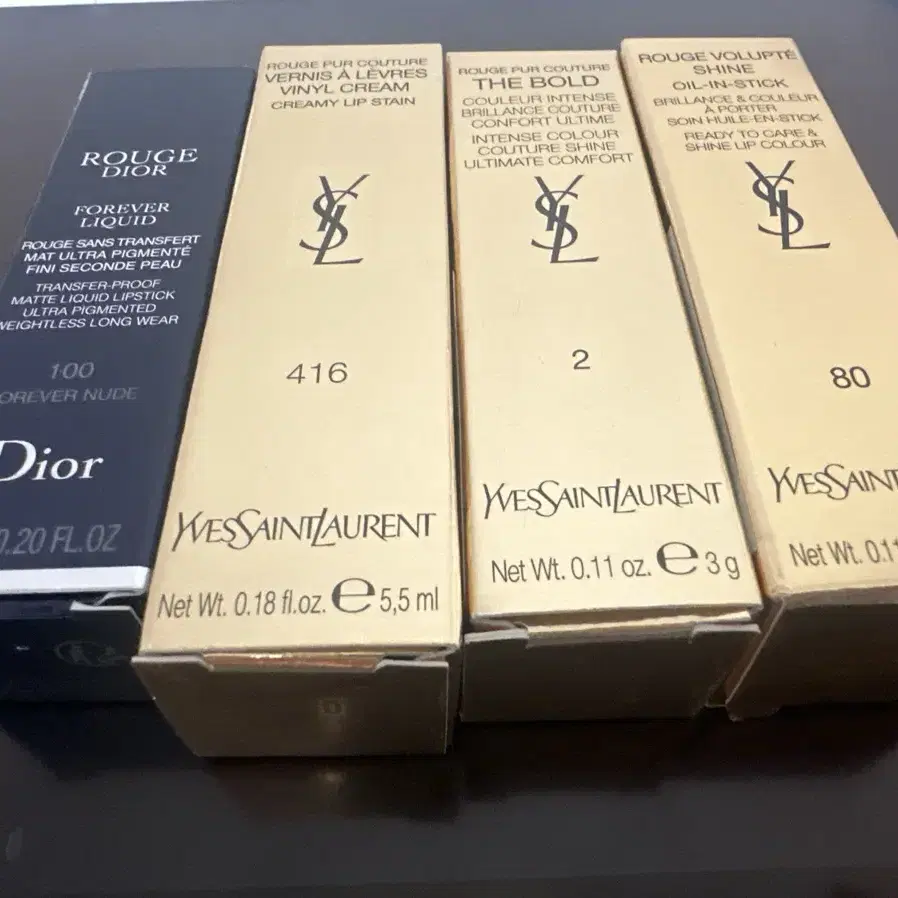 ROUGE
DIOR
FOREVER
LIQUID
ROUGE SANS TRANSFERT
MAT ULTRA PIGMENTÉ
FINI SECONDE PEAU
TRANSFER-PROOF
MATTE LIQUID LIPSTICK
ULTRA PIGMENTED
WEIGHTLESS LONG WEAR
100
FOREVER NUDE
Dior
0.20 FL.OZ
ROUGE PUR COUTURE
VERNIS À LÈVRES
VINYL CREAM
CREAMY LIP STAIN
YSL
416
YVESSAINTLAURENT
Net Wt. 0.18 fl.oz. e 5,5 ml
D
ROUGE PUR COUTURE
THE BOLD
COULEUR INTENSE
BRILLANCE COUTURE
CONFORT ULTIME
INTENSE COLOUR
COUTURE SHINE
ULTIMATE COMFORT
YSL
2
YVESSAINTLAURENT
Net Wt. 0.11 oz. e 3 g
ROUGE VOLUPTÉ
SHINE
OIL-IN-STICK
BRILLANCE & COULEUR
À PORTER
SOIN HUILE-EN-STICK
READY TO CARE &
SHINE LIP COLOUR
YSL
80
YVESSAINT
Net Wt. 0.11